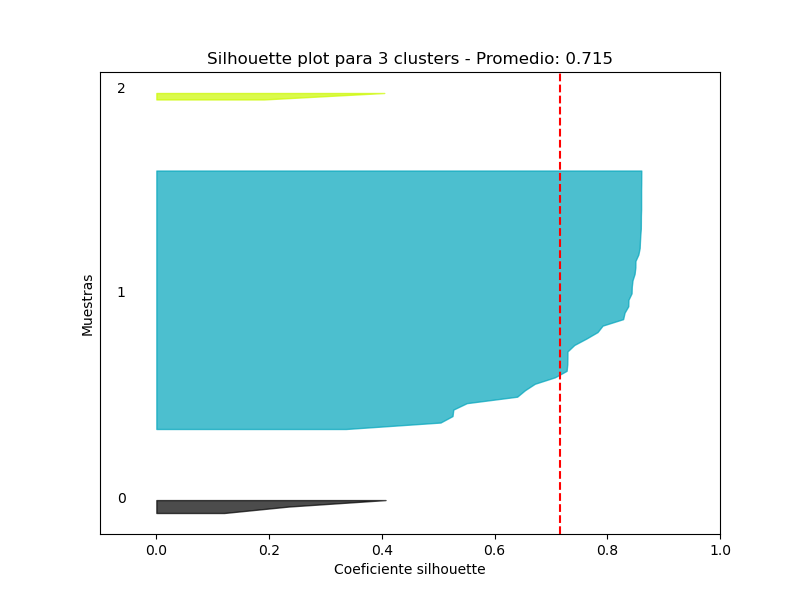 Silhouette plot para 3 clusters - Promedio: 0.715
2
1
0
Muestras
0.0 0.2 0.4 0.6 0.8 1.0
Coeficiente silhouette